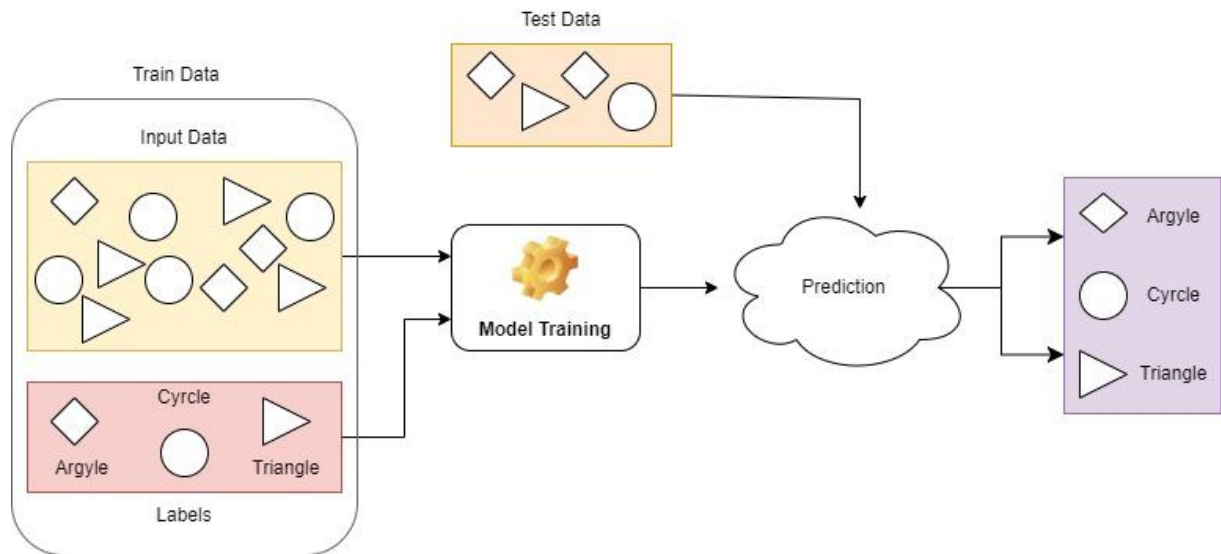 Test Data
Train Data
Input Data
Model Training
Prediction
Argyle
Cyrcle
Triangle
Cyrcle
Argyle
Triangle
Labels